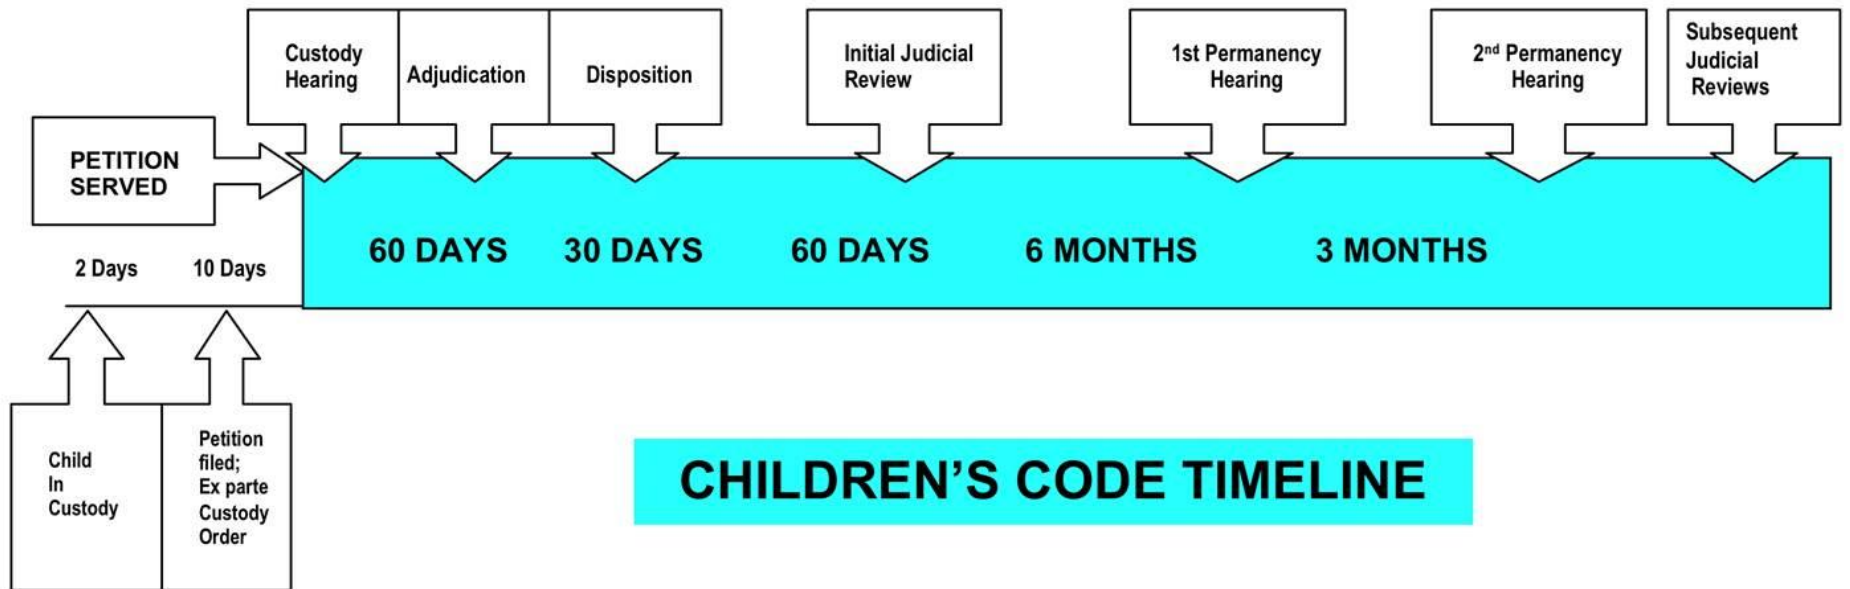 Custody
Hearing
Adjudication
Disposition
Initial Judicial
Review
1st Permanency
Hearing
2nd Permanency
Hearing
Subsequent
Judicial
Reviews
PETITION
SERVED
2 Days
10 Days
60 DAYS
30 DAYS
60 DAYS
6 MONTHS
3 MONTHS
Child
In
Custody
Petition
filed;
Ex parte
Custody
Order
CHILDREN’S CODE TIMELINE